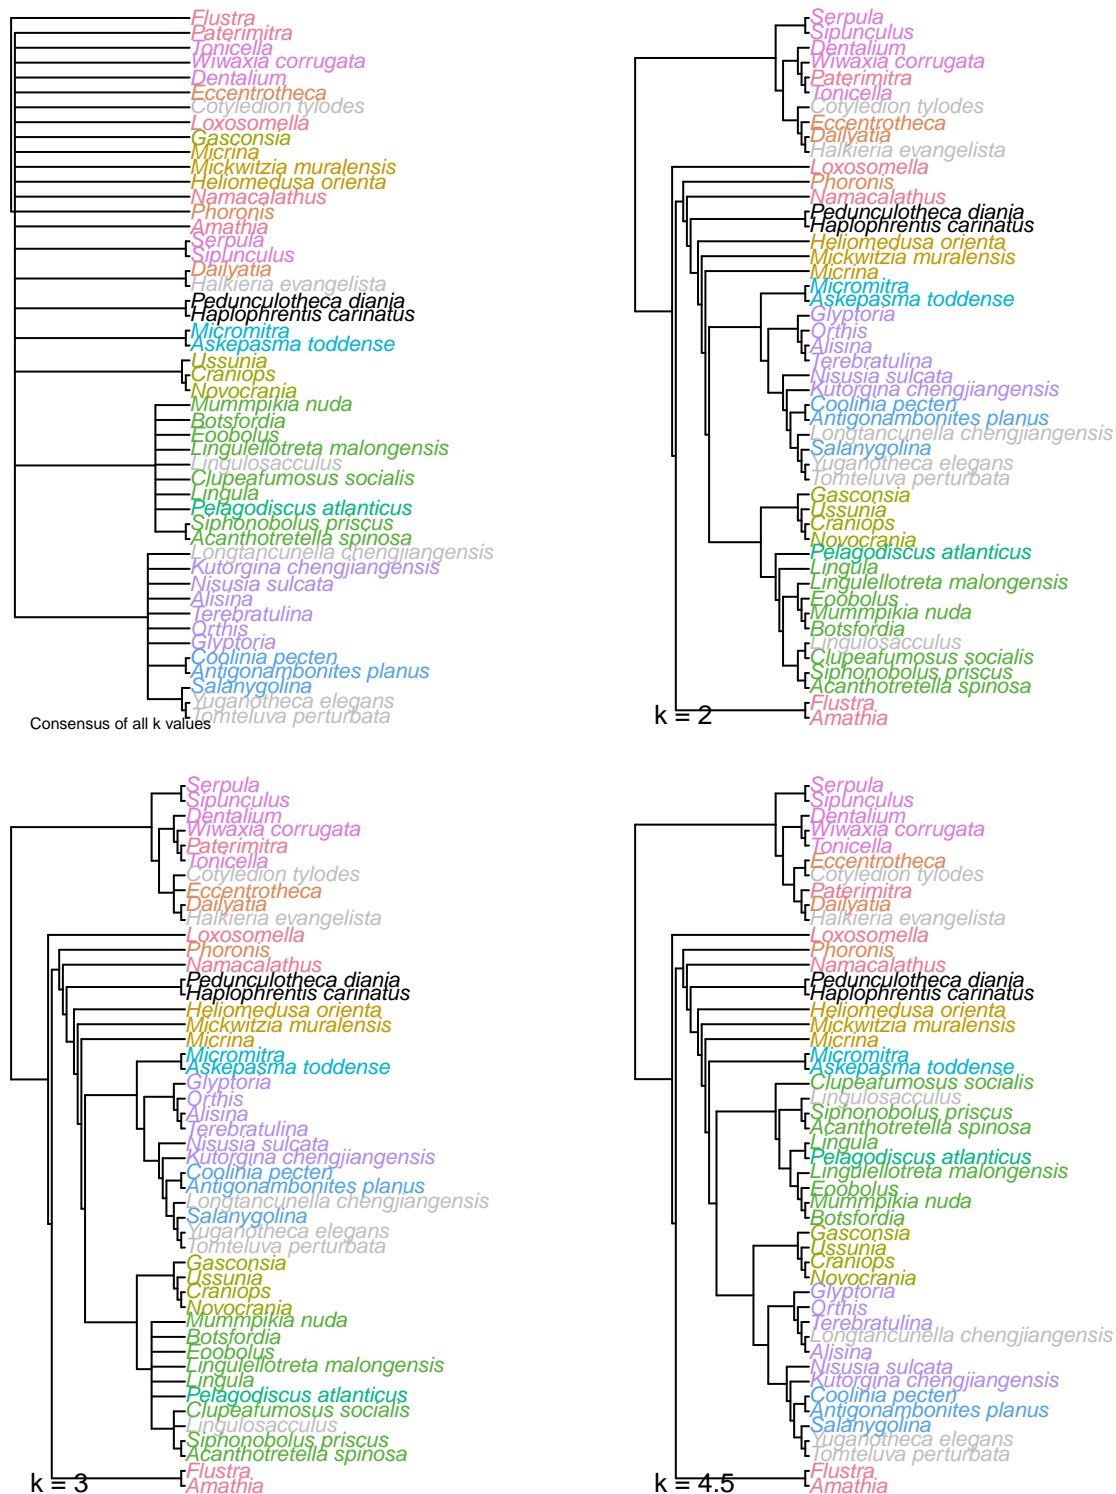 Flustra
Paterimitra
Tonicella
Wiwaxia corrugata
Dentalium
Eccentrotheca
Cotyledion tylodes
Loxosomella
Gasconsia
Micrina
Mickwitzia muralensis
Heliomedusa orienta
Namacalathus
Phoronis
Amathia
Serpula
Sipunculus
Dailyatia
Halkieria evangelista
Pedunculotheca diania
Haplophrentis carinatus
Micromitra
Askepasma toddense
Ussunia
Craniops
Novocrania
Mummpikia nuda
Botsfordia
Eoobolus
Lingulellotreta malongensis
Lingulosacculus
Clupeafumosus socialis
Lingula
Pelagodiscus atlanticus
Siphonobolus priscus
Acanthotretella spinosa
Longtancunella chengjiangensis
Kutorgina chengjiangensis
Nisusia sulcata
Alisina
Terebratulina
Orthis
Glyptoria
Coolinia pecten
Antigonambonites planus
Salanygolina
Yuganotheca elegans
Tomteluva perturbata
Consensus of all k values
Serpula
Sipunculus
Dentalium
Wiwaxia corrugata
Paterimitra
Tonicella
Cotyledion tylodes
Eccentrotheca
Dailyatia
Halkieria evangelista
Loxosomella
Phoronis
Namacalathus
Pedunculotheca diania
Haplophrentis carinatus
Heliomedusa orienta
Mickwitzia muralensis
Micrina
Micromitra
Askepasma toddense
Glyptoria
Orthis
Alisina
Terebratulina
Nisusia sulcata
Kutorgina chengjiangensis
Coolinia pecten
Antigonambonites planus
Longtancunella chengjiangensis
Salanygolina
Yuganotheca elegans
Tomteluva perturbata
Gasconsia
Ussunia
Craniops
Novocrania
Pelagodiscus atlanticus
Lingula
Lingulellotreta malongensis
Eoobolus
Mummpikia nuda
Botsfordia
Lingulosacculus
Clupeafumosus socialis
Siphonobolus priscus
Acanthotretella spinosa
Flustra
Amathia
k = 2
Serpula
Sipunculus
Dentalium
Wiwaxia corrugata
Paterimitra
Tonicella
Cotyledion tylodes
Eccentrotheca
Dailyatia
Halkieria evangelista
Loxosomella
Phoronis
Namacalathus
Pedunculotheca diania
Haplophrentis carinatus
Heliomedusa orienta
Mickwitzia muralensis
Micrina
Micromitra
Askepasma toddense
Glyptoria
Orthis
Alisina
Terebratulina
Nisusia sulcata
Kutorgina chengjiangensis
Coolinia pecten
Antigonambonites planus
Longtancunella chengjiangensis
Salanygolina
Yuganotheca elegans
Tomteluva perturbata
Gasconsia
Ussunia
Craniops
Novocrania
Mummpikia nuda
Botsfordia
Eoobolus
Lingulellotreta malongensis
Lingula
Pelagodiscus atlanticus
Clupeafumosus socialis
Lingulosacculus
Siphonobolus priscus
Acanthotretella spinosa
Flustra
Amathia
k = 3
Serpula
Sipunculus
Dentalium
Wiwaxia corrugata
Tonicella
Eccentrotheca
Cotyledion tylodes
Paterimitra
Dailyatia
Halkieria evangelista
Loxosomella
Phoronis
Namacalathus
Pedunculotheca diania
Haplophrentis carinatus
Heliomedusa orienta
Mickwitzia muralensis
Micrina
Micromitra
Askepasma toddense
Clupeafumosus socialis
Lingulosacculus
Siphonobolus priscus
Acanthotretella spinosa
Lingula
Pelagodiscus atlanticus
Lingulellotreta malongensis
Eoobolus
Mummpikia nuda
Botsfordia
Gasconsia
Ussunia
Craniops
Novocrania
Glyptoria
Orthis
Terebratulina
Longtancunella chengjiangensis
Alisina
Nisusia sulcata
Kutorgina chengjiangensis
Coolinia pecten
Antigonambonites planus
Salanygolina
Yuganotheca elegans
Tomteluva perturbata
Flustra
Amathia
k = 4.5